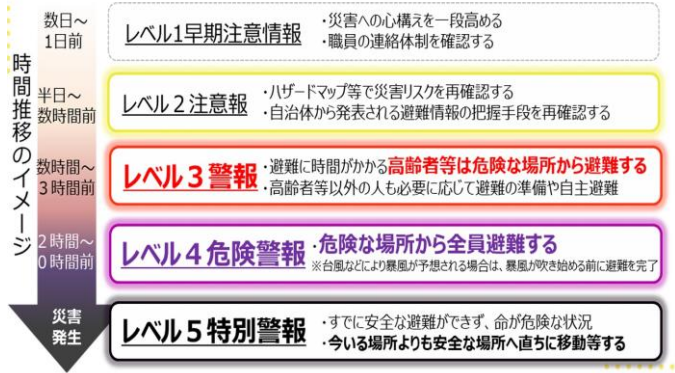 時間推移のイメージ
数日～
1日前
レベル1早期注意情報
・災害への心構えを一段高める
・職員の連絡体制を確認する
半日～
数時間前
レベル２注意報
・ハザードマップ等で災害リスクを再確認する
・自治体から発表される避難情報の把握手段を再確認する
数時間～
３時間前
レベル３警報
・避難に時間がかかる高齢者等は危険な場所から避難する
・高齢者等以外の人も必要に応じて避難の準備や自主避難
２時間～
０時間前
レベル４危険警報
・危険な場所から全員避難する
※台風などにより暴風が予想される場合は、暴風が吹き始める前に避難を完了
災害
発生
レベル５特別警報
・すでに安全な避難ができず、命が危険な状況
・今いる場所よりも安全な場所へ直ちに移動等する